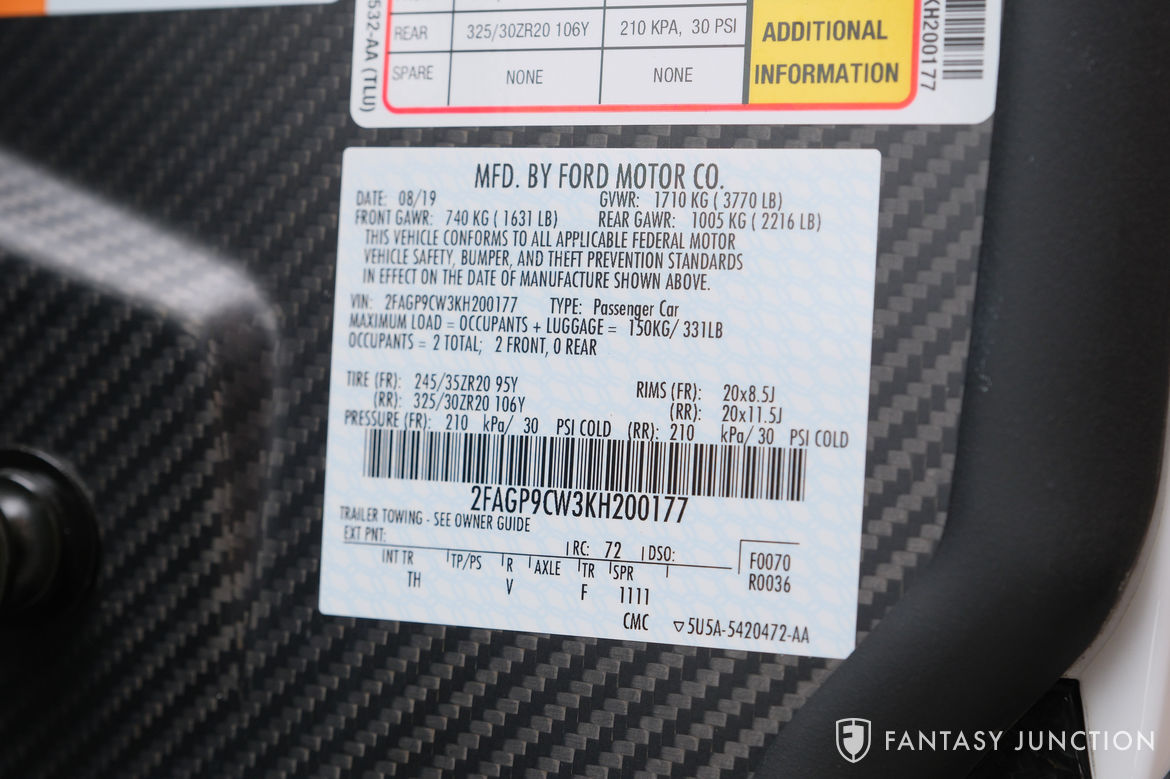 532-AA (TLU)
REAR 325/30ZR20 106Y 210 KPA, 30 PSI
SPARE NONE NONE
ADDITIONAL
INFORMATION
KH200177
MFD. BY FORD MOTOR CO.
DATE: 08/19 GVWR: 1710 KG ( 3770 LB)
FRONT GAWR: 740 KG ( 1631 LB) REAR GAWR: 1005 KG ( 2216 LB)
THIS VEHICLE CONFORMS TO ALL APPLICABLE FEDERAL MOTOR
VEHICLE SAFETY, BUMPER, AND THEFT PREVENTION STANDARDS
IN EFFECT ON THE DATE OF MANUFACTURE SHOWN ABOVE.
VIN: 2FAGP9CW3KH200177 TYPE: Passenger Car
MAXIMUM LOAD = OCCUPANTS + LUGGAGE = 150KG/ 331LB
OCCUPANTS = 2 TOTAL; 2 FRONT, 0 REAR
TIRE (FR): 245/35ZR20 95Y RIMS (FR): 20x8.5J
(RR): 325/30ZR20 106Y (RR): 20x11.5J
PRESSURE (FR): 210 kPa/ 30 PSI COLD (RR): 210 kPa/ 30 PSI COLD
2FAGP9CW3KH200177
TRAILER TOWING - SEE OWNER GUIDE
EXT PNT: RC: 72 DSO: F0070
INT TR TP/PS R AXLE TR SPR R0036
TH V F 1111
CMC ▽5U5A-5420472-AA
FANTASY JUNCTION